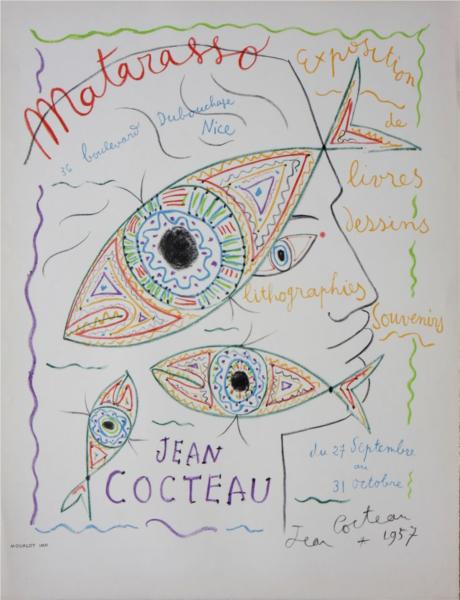 Matarasso
36 boulevard Dubouchage
Nice
Exposition
de
livres
dessins
lithographies
Souvenirs
JEAN
COCTEAU
du 27 Septembre
au
31 octobre
Jean Cocteau
* 1957
MOURLOT IMP.